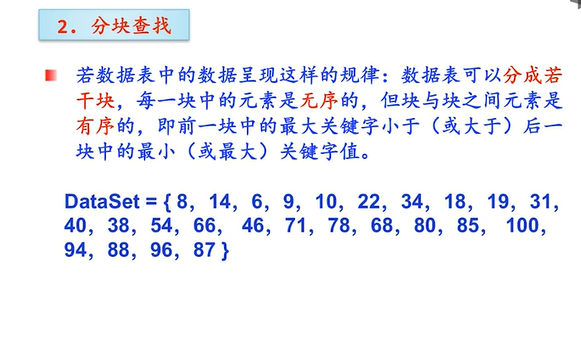 2. 分块查找
若数据表中的数据呈现这样的规律：数据表可以分成若
干块，每一块中的元素是无序的，但块与块之间元素是
有序的，即前一块中的最大关键字小于（或大于）后一
块中的最小（或最大）关键字值。
DataSet = { 8，14，6，9，10，22，34，18，19，31，
40，38，54，66， 46，71，78，68，80，85， 100，
94，88，96，87 }